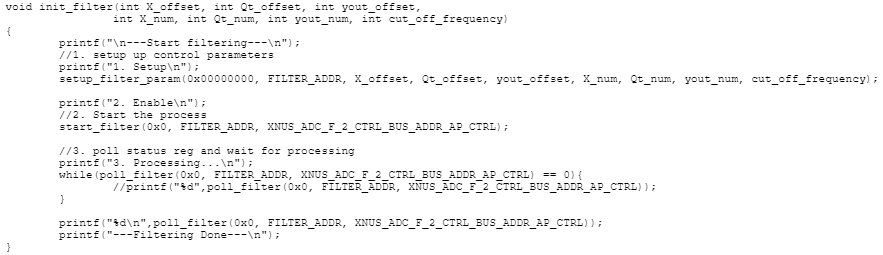 void init_filter(int X_offset, int Qt_offset, int yout_offset,
int X_num, int Qt_num, int yout_num, int cut_off_frequency)
{
printf("\n---Start filtering---\n");
//1. setup up control parameters
printf("1. Setup\n");
setup_filter_param(0x00000000, FILTER_ADDR, X_offset, Qt_offset, yout_offset, X_num, Qt_num, yout_num, cut_off_frequency);
printf("2. Enable\n");
//2. Start the process
start_filter(0x0, FILTER_ADDR, XNUS_ADC_F_2_CTRL_BUS_ADDR_AP_CTRL);
//3. poll status reg and wait for processing
printf("3. Processing...\n");
while(poll_filter(0x0, FILTER_ADDR, XNUS_ADC_F_2_CTRL_BUS_ADDR_AP_CTRL) == 0){
//printf("%d",poll_filter(0x0, FILTER_ADDR, XNUS_ADC_F_2_CTRL_BUS_ADDR_AP_CTRL));
}
printf("%d\n",poll_filter(0x0, FILTER_ADDR, XNUS_ADC_F_2_CTRL_BUS_ADDR_AP_CTRL));
printf("---Filtering Done---\n");
}